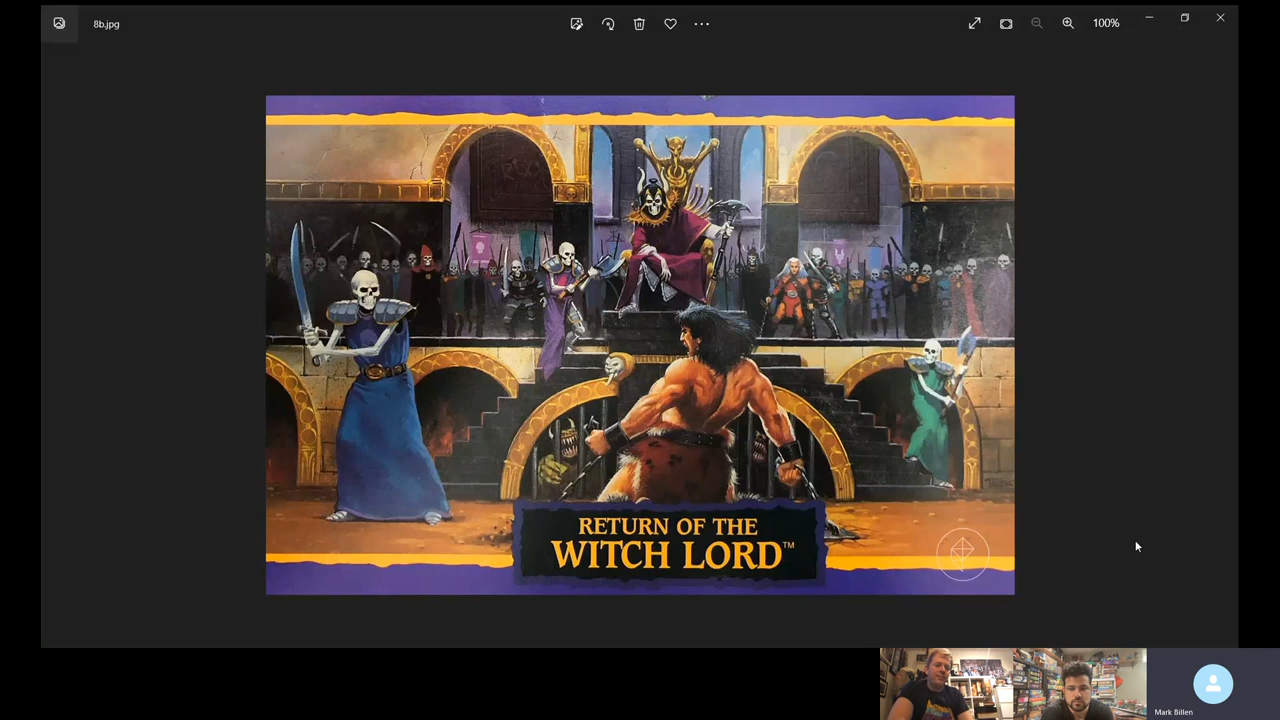 8b.jpg
100%
RETURN OF THE
WITCH LORD™
Mark Billen